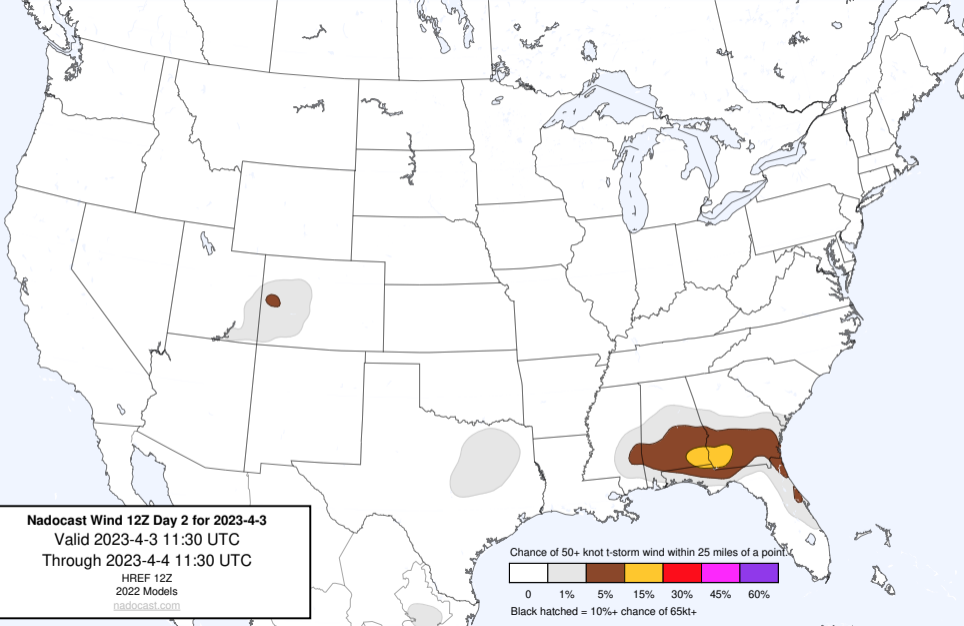 Nadocast Wind 12Z Day 2 for 2023-4-3
Valid 2023-4-3 11:30 UTC
Through 2023-4-4 11:30 UTC
HREF 12Z
2022 Models
nadocast.com
Chance of 50+ knot t-storm wind within 25 miles of a point.
0 1% 5% 15% 30% 45% 60%
Black hatched = 10%+ chance of 65kt+